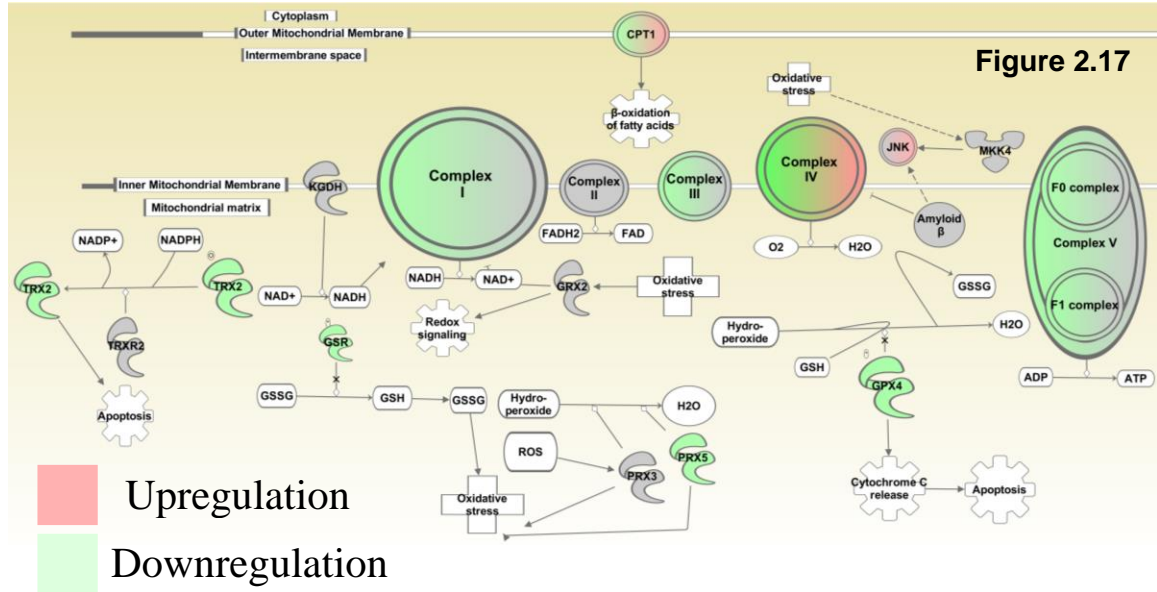 Cytoplasm
Outer Mitochondrial Membrane
Intermembrane space
CPT1
Figure 2.17
β-oxidation
of fatty acids
Oxidative
stress
JNK
MKK4
Inner Mitochondrial Membrane
Mitochondrial matrix
KGDH
Complex
I
Complex
II
Complex
III
Complex
IV
Amyloid
β
F0 complex
Complex V
F1 complex
FADH2
FAD
O2
H2O
NADP+
NADPH
TRX2
TRX2
TRXR2
Apoptosis
NAD+
NADH
NADH
NAD+
GRX2
Oxidative
stress
Redox
signaling
GSR
GSSG
GSH
GSSG
Hydro-
peroxide
H2O
ROS
PRX3
PRX5
Oxidative
stress
Hydro-
peroxide
GSH
GSSG
H2O
GPX4
Cytochrome C
release
Apoptosis
ADP
ATP
Upregulation
Downregulation